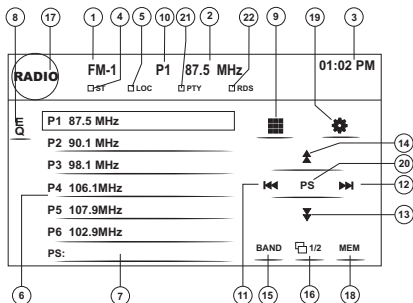 8 17 1 4 5 10 21 2 22 9 19 3
RADIO FM-1 P1 87.5 MHz 01:02 PM
ST LOC PTY RDS
EQ
P1 87.5 MHz
P2 90.1 MHz
14
P3 98.1 MHz
20
P4 106.1MHz
PS
12
P5 107.9MHz
13
P6 102.9MHz
PS:
BAND 1/2 MEM
6 7 11 15 16 18